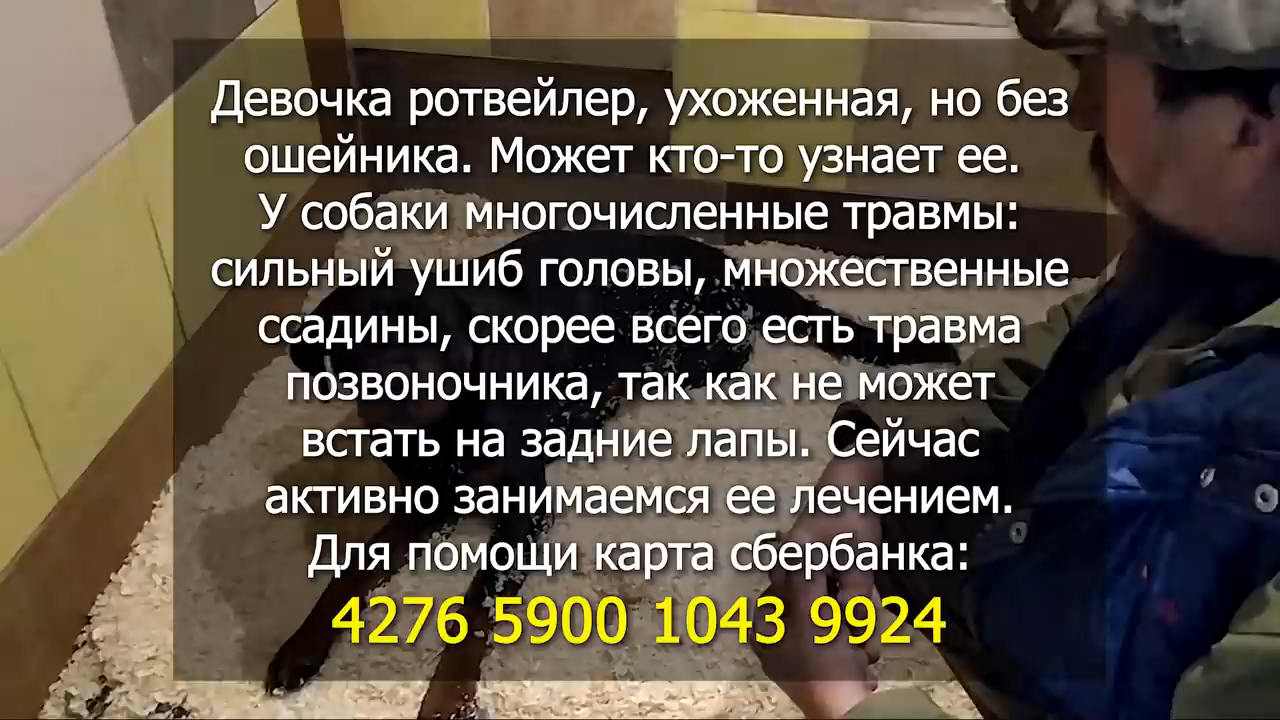 Девочка ротвейлер, ухоженная, но без
ошейника. Может кто-то узнает ее.
У собаки многочисленные травмы:
сильный ушиб головы, множественные
ссадины, скорее всего есть травма
позвоночника, так как не может
встать на задние лапы. Сейчас
активно занимаемся ее лечением.
Для помощи карта сбербанка:
4276 5900 1043 9924